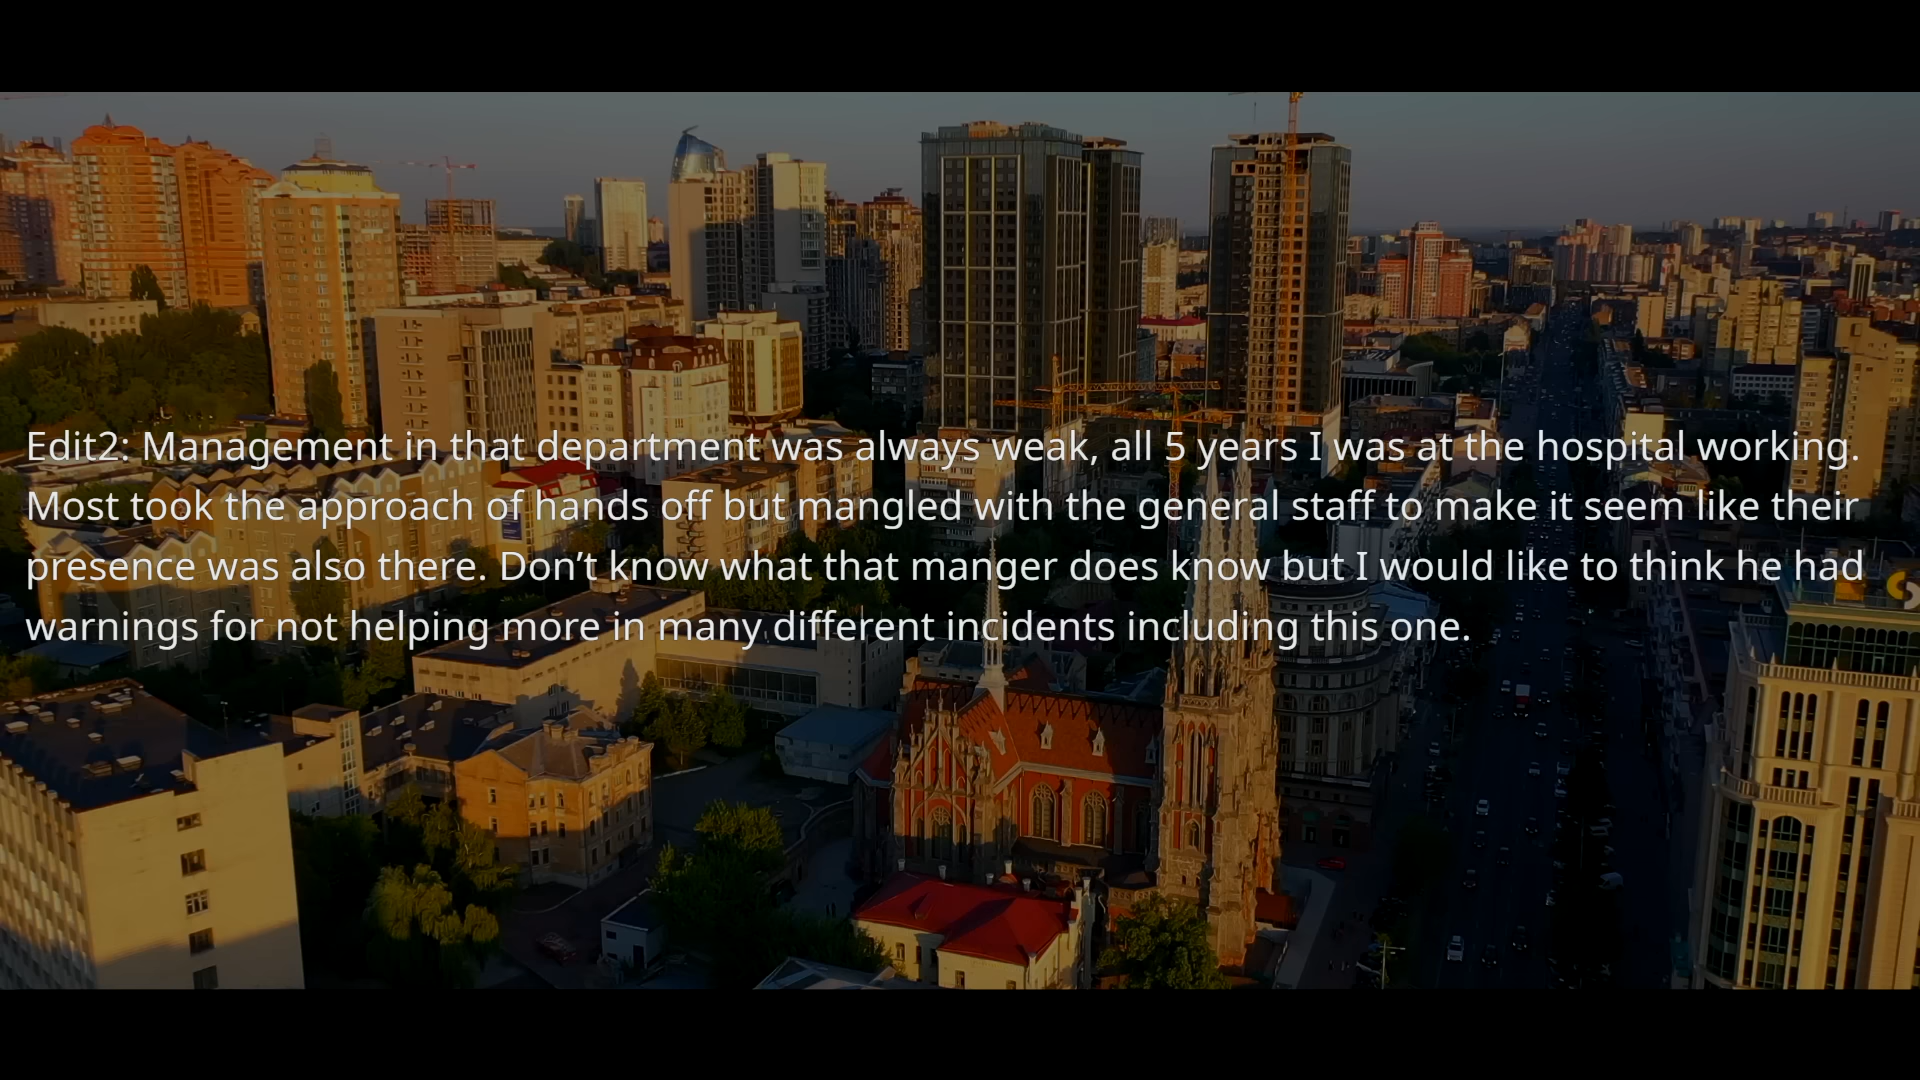 Edit2: Management in that department was always weak, all 5 years I was at the hospital working.
Most took the approach of hands off but mangled with the general staff to make it seem like their
presence was also there. Don’t know what that manger does know but I would like to think he had
warnings for not helping more in many different incidents including this one.